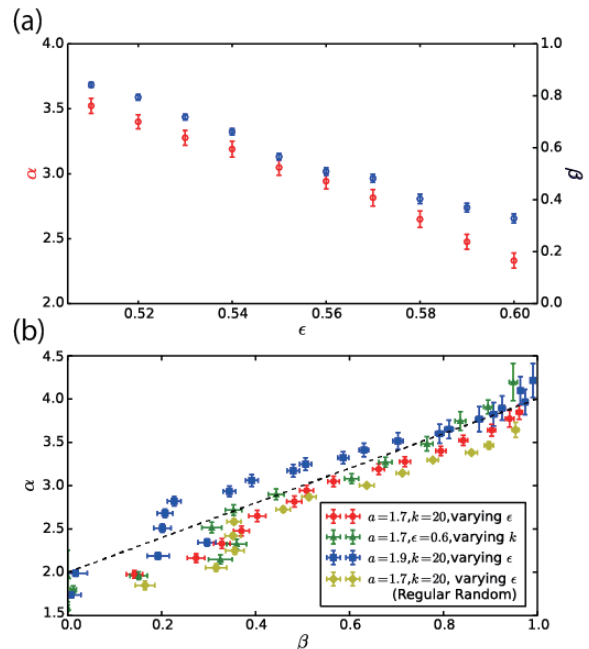 (a)
4.0
3.5
3.0
2.5
2.0
α
1.0
0.8
0.6
0.4
0.2
0.0
β
0.52 0.54 0.56 0.58 0.60
ϵ
(b)
4.5
4.0
3.5
3.0
2.5
2.0
1.5
α
a=1.7,k=20,varying ϵ
a=1.7,ϵ=0.6,varying k
a=1.9,k=20,varying ϵ
a=1.7,k=20, varying ϵ
(Regular Random)
0.0 0.2 0.4 0.6 0.8 1.0
β